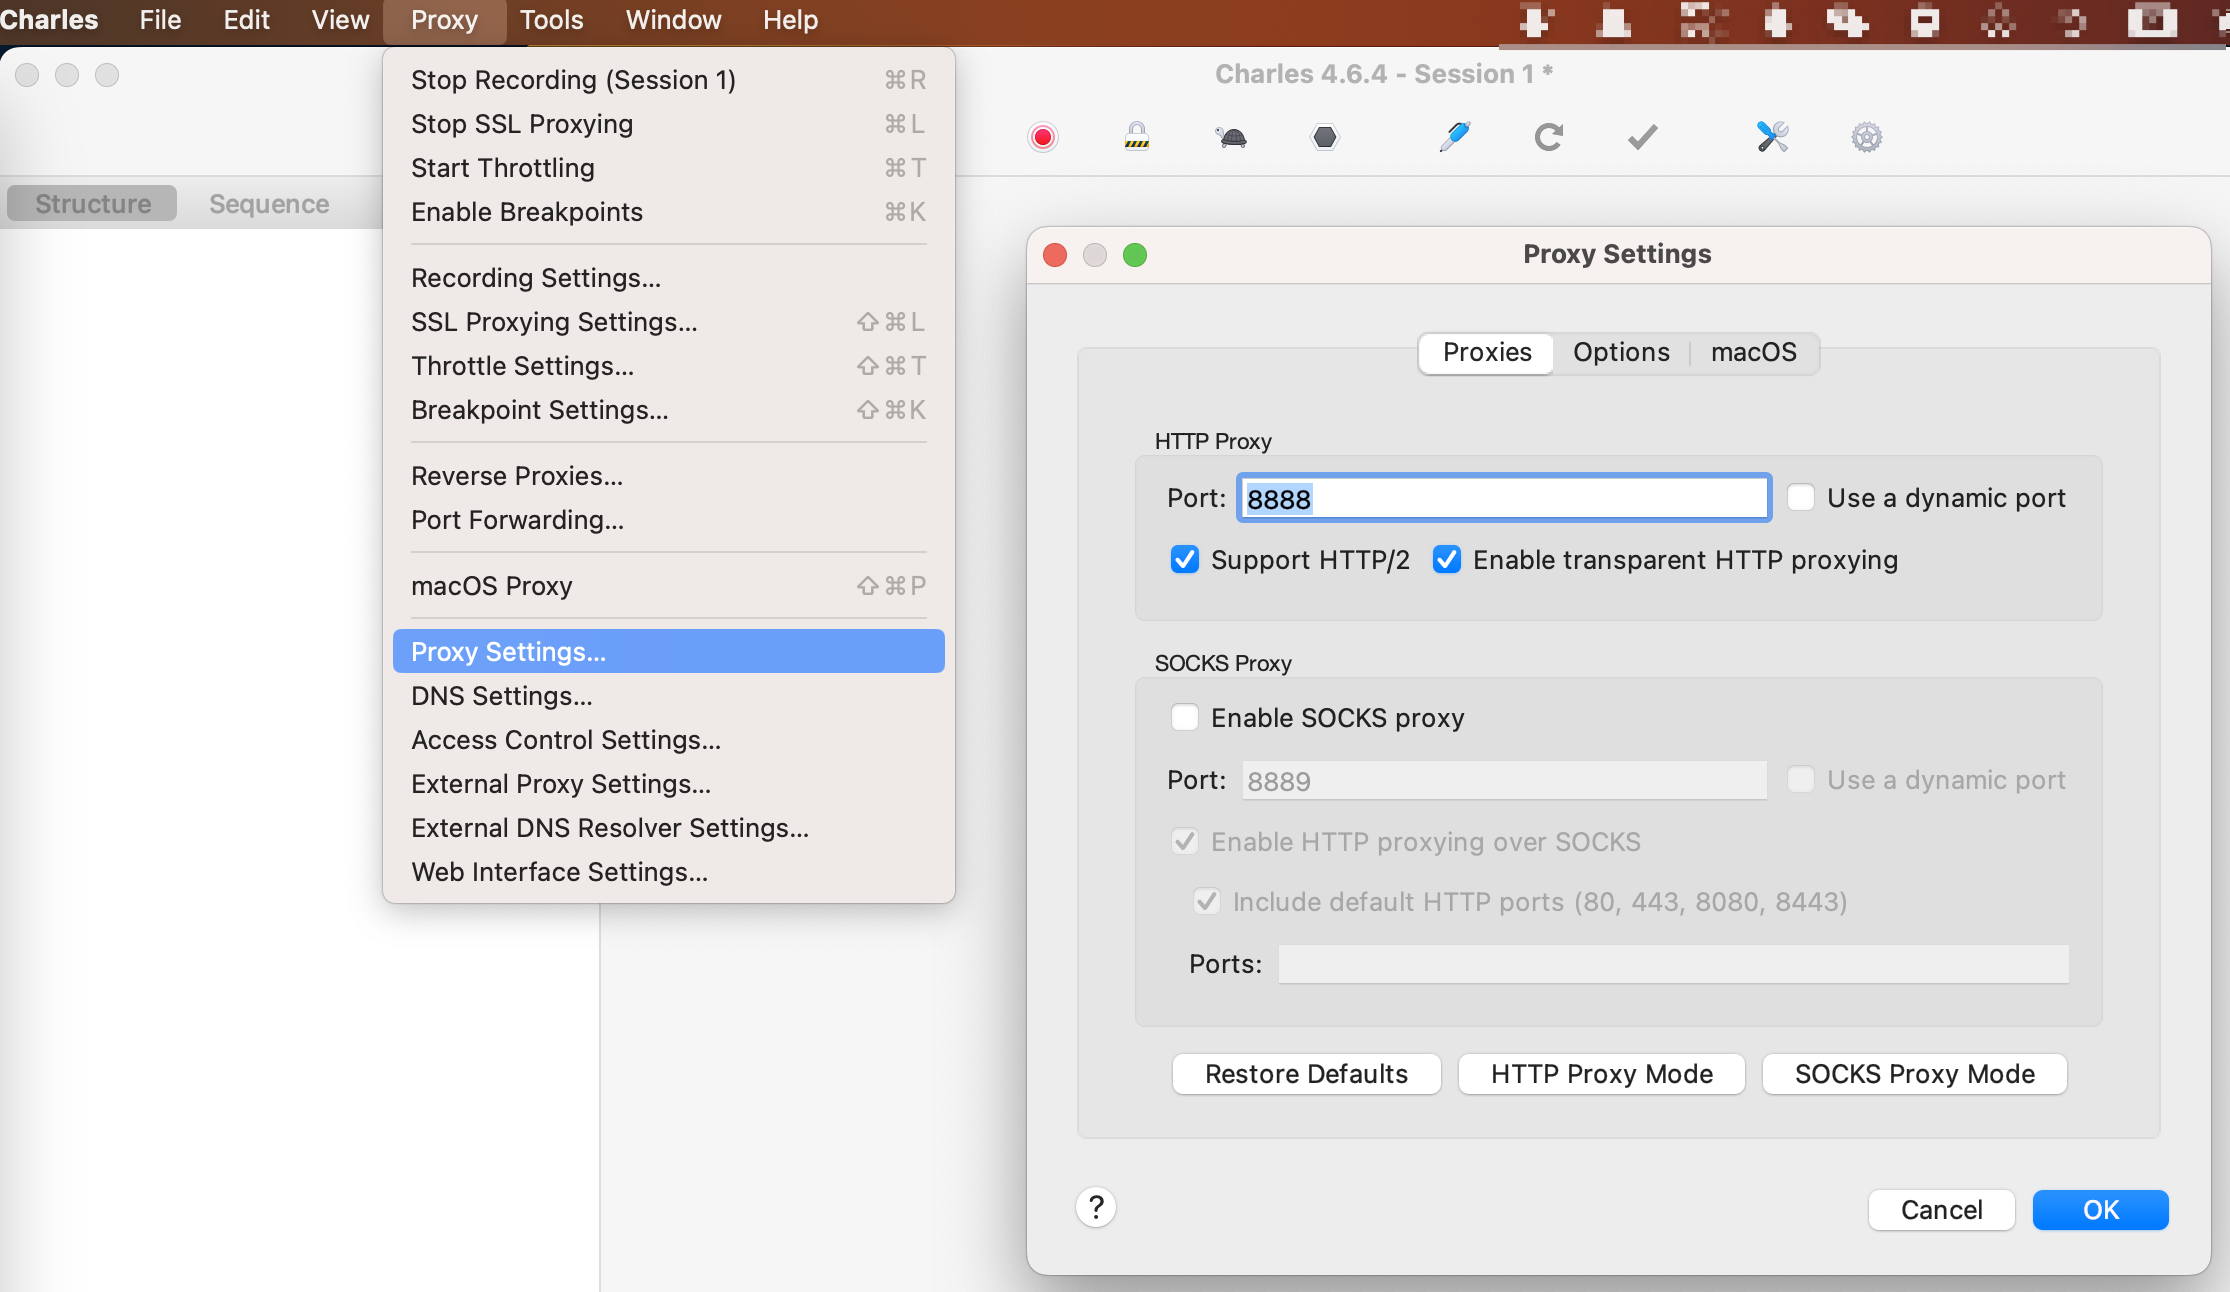 Charles File Edit View Proxy Tools Window Help
Charles 4.6.4 - Session 1 *
Structure Sequence
Stop Recording (Session 1) ⌘R
Stop SSL Proxying ⌘L
Start Throttling ⌘T
Enable Breakpoints ⌘K
Recording Settings...
SSL Proxying Settings... ⇧⌘L
Throttle Settings... ⇧⌘T
Breakpoint Settings... ⇧⌘K
Reverse Proxies...
Port Forwarding...
macOS Proxy ⇧⌘P
Proxy Settings...
DNS Settings...
Access Control Settings...
External Proxy Settings...
External DNS Resolver Settings...
Web Interface Settings...
Proxy Settings
Proxies Options macOS
HTTP Proxy
Port: 8888 Use a dynamic port
Support HTTP/2 Enable transparent HTTP proxying
SOCKS Proxy
Enable SOCKS proxy
Port: 8889 Use a dynamic port
Enable HTTP proxying over SOCKS
Include default HTTP ports (80, 443, 8080, 8443)
Ports:
Restore Defaults HTTP Proxy Mode SOCKS Proxy Mode
? Cancel OK